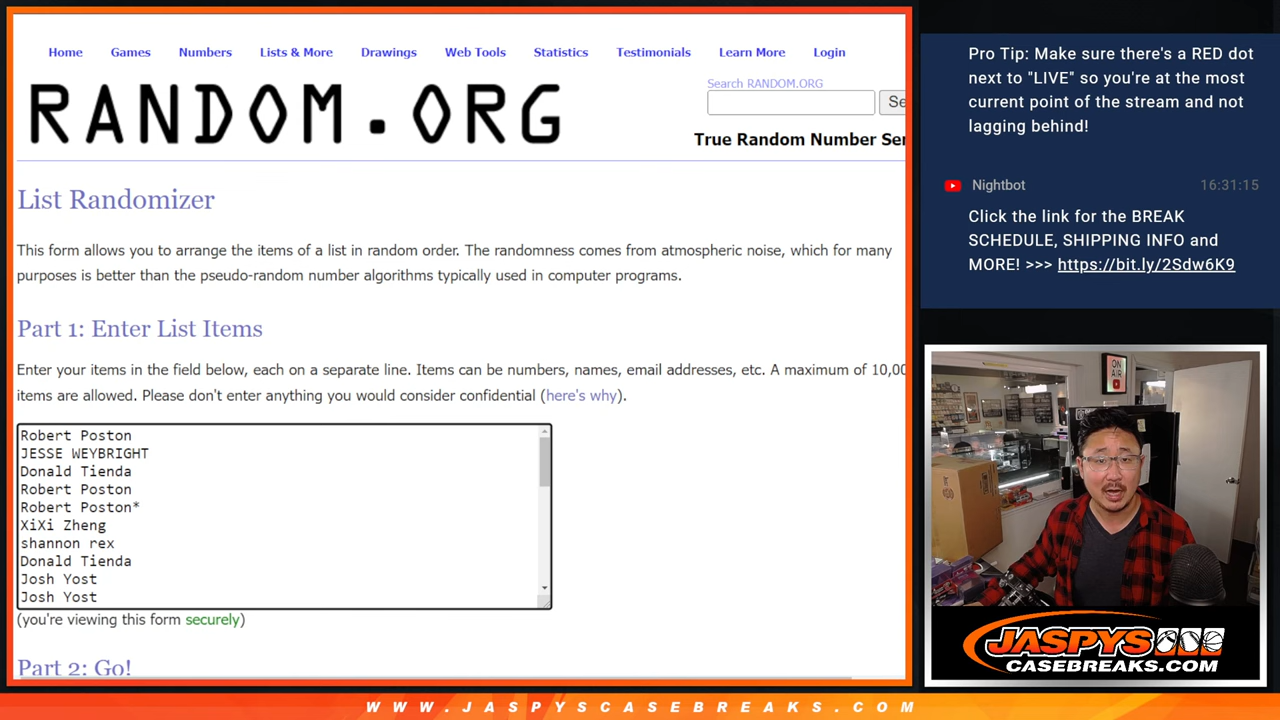 Home Games Numbers Lists & More Drawings Web Tools Statistics Testimonials Learn More Login
RANDOM.ORG
Search RANDOM.ORG
Se
True Random Number Ser
List Randomizer
This form allows you to arrange the items of a list in random order. The randomness comes from atmospheric noise, which for many
purposes is better than the pseudo-random number algorithms typically used in computer programs.
Part 1: Enter List Items
Enter your items in the field below, each on a separate line. Items can be numbers, names, email addresses, etc. A maximum of 10,00
items are allowed. Please don't enter anything you would consider confidential (here's why).
Robert Poston
JESSE WEYBRIGHT
Donald Tienda
Robert Poston
Robert Poston*
XiXi Zheng
shannon rex
Donald Tienda
Josh Yost
Josh Yost
(you're viewing this form securely)
Part 2: Go!
Pro Tip: Make sure there's a RED dot
next to "LIVE" so you're at the most
current point of the stream and not
lagging behind!
Nightbot 16:31:15
Click the link for the BREAK
SCHEDULE, SHIPPING INFO and
MORE! >>> https://bit.ly/2Sdw6K9
ON
AIR
JASPYS
CASEBREAKS.COM
WWW.JASPYSCASEBREAKS.COM